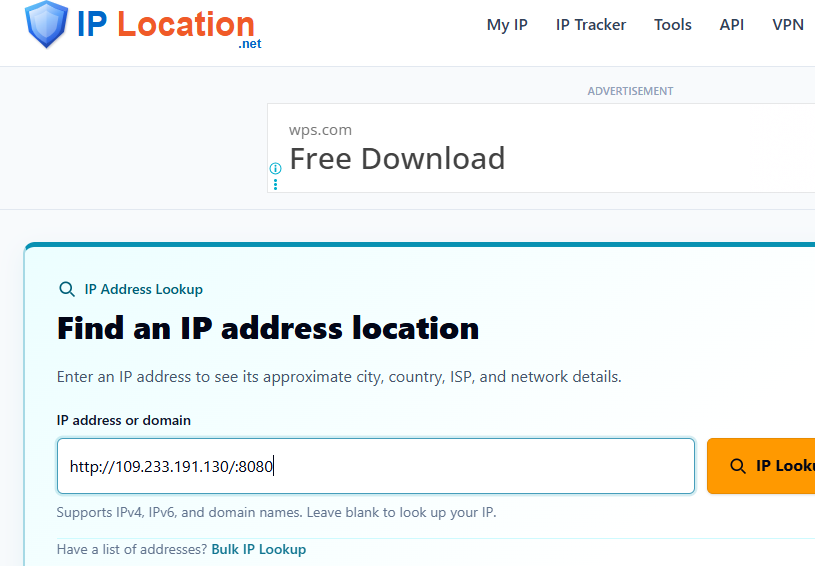 IP Location
.net
My IP IP Tracker Tools API VPN
ADVERTISEMENT
wps.com
Free Download
IP Address Lookup
Find an IP address location
Enter an IP address to see its approximate city, country, ISP, and network details.
IP address or domain
http://109.233.191.130/:8080
IP Looku
Supports IPv4, IPv6, and domain names. Leave blank to look up your IP.
Have a list of addresses? Bulk IP Lookup